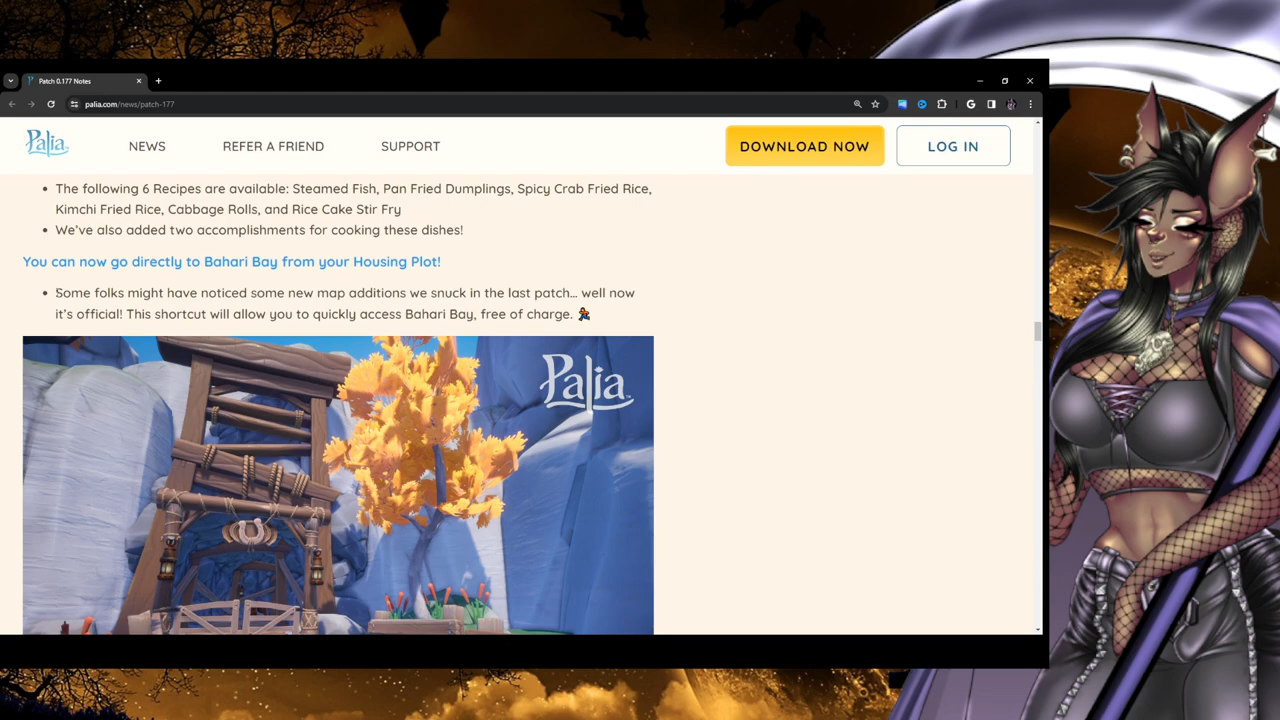 Patch 0.177 Notes
palia.com/news/patch-177
Palia
NEWS
REFER A FRIEND
SUPPORT
DOWNLOAD NOW
LOG IN
• The following 6 Recipes are available: Steamed Fish, Pan Fried Dumplings, Spicy Crab Fried Rice,
Kimchi Fried Rice, Cabbage Rolls, and Rice Cake Stir Fry
• We’ve also added two accomplishments for cooking these dishes!
You can now go directly to Bahari Bay from your Housing Plot!
• Some folks might have noticed some new map additions we snuck in the last patch… well now
it’s official! This shortcut will allow you to quickly access Bahari Bay, free of charge.
Palia